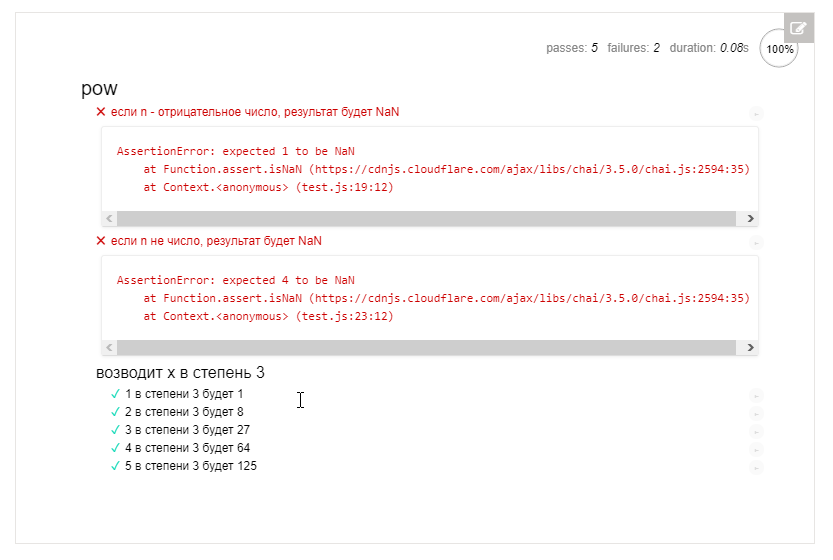 passes: 5 failures: 2 duration: 0.08s 100%
pow
✕ если n - отрицательное число, результат будет NaN
AssertionError: expected 1 to be NaN
at Function.assert.isNaN (https://cdnjs.cloudflare.com/ajax/libs/chai/3.5.0/chai.js:2594:35)
at Context.<anonymous> (test.js:19:12)
✕ если n не число, результат будет NaN
AssertionError: expected 4 to be NaN
at Function.assert.isNaN (https://cdnjs.cloudflare.com/ajax/libs/chai/3.5.0/chai.js:2594:35)
at Context.<anonymous> (test.js:23:12)
возводит x в степень 3
✓ 1 в степени 3 будет 1
✓ 2 в степени 3 будет 8
✓ 3 в степени 3 будет 27
✓ 4 в степени 3 будет 64
✓ 5 в степени 3 будет 125